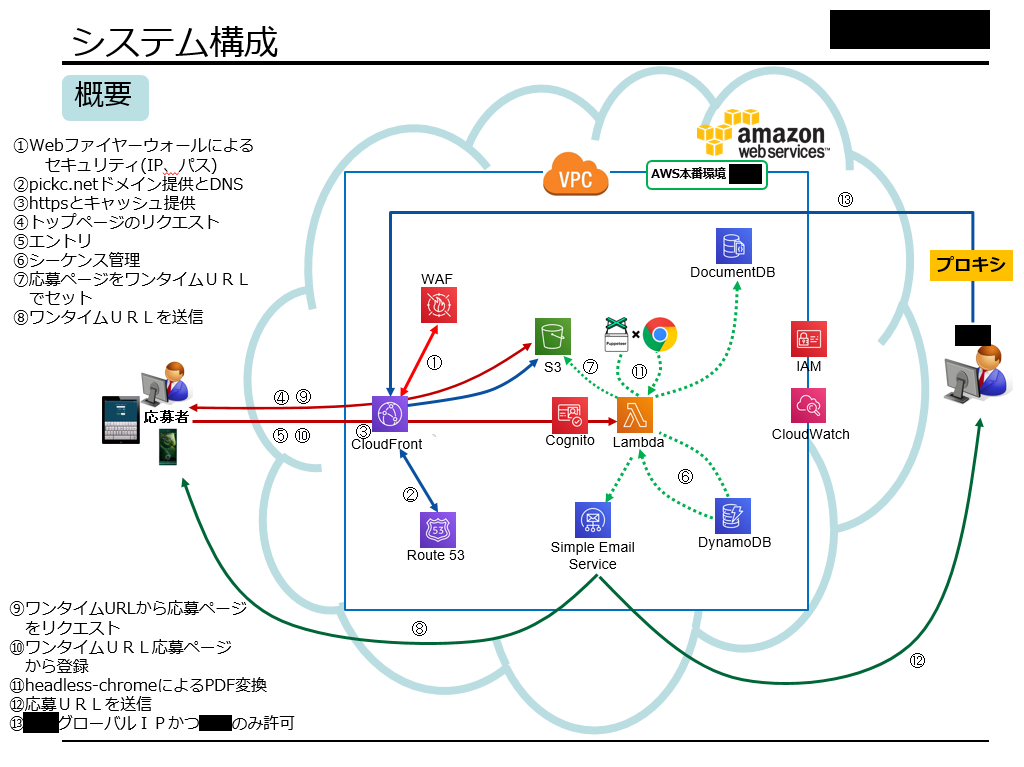 システム構成
概要
①Webファイヤーウォールによる
セキュリティ(IP、パス)
②pickc.netドメイン提供とDNS
③httpsとキャッシュ提供
④トップページのリクエスト
⑤エントリ
⑥シーケンス管理
⑦応募ページをワンタイムＵＲＬ
でセット
⑧ワンタイムＵＲＬを送信
amazon
web services™
VPC
AWS本番環境
⑬
プロキシ
DocumentDB
WAF
①
S3
⑦
Puppeteer
×
⑪
IAM
④ ⑨
応募者
⑤ ⑩
③
CloudFront
Cognito
Lambda
CloudWatch
②
53
Route 53
⑥
Simple Email
Service
DynamoDB
⑧
⑫
⑨ワンタイムURLから応募ページ
をリクエスト
⑩ワンタイムＵＲＬ応募ページ
から登録
⑪headless-chromeによるPDF変換
⑫応募ＵＲＬを送信
⑬ グローバルＩＰかつ のみ許可